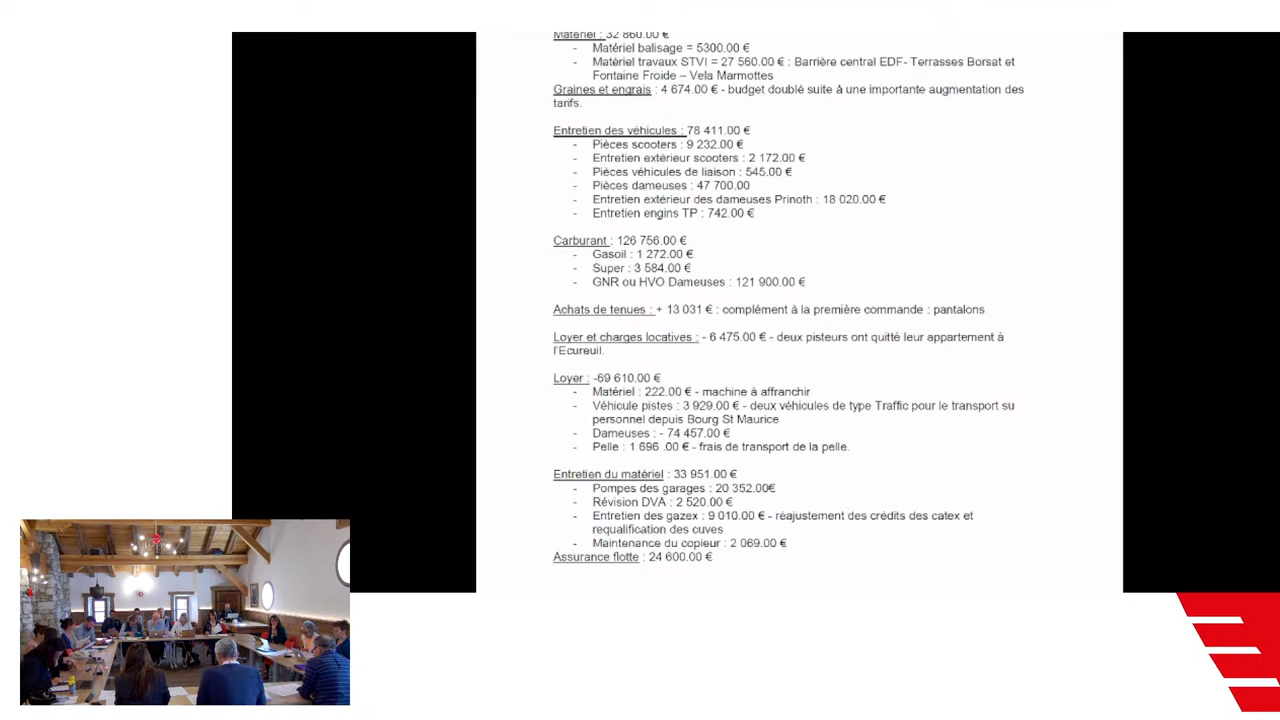 Matériel : 32 860.00 €
- Matériel balisage = 5300.00 €
- Matériel travaux STVI = 27 560.00 € : Barrière central EDF- Terrasses Borsat et
Fontaine Froide – Vela Marmottes
Graines et engrais : 4 674.00 € - budget doublé suite à une importante augmentation des
tarifs.
Entretien des véhicules : 78 411.00 €
- Pièces scooters : 9 232.00 €
- Entretien extérieur scooters : 2 172.00 €
- Pièces véhicules de liaison : 545.00 €
- Pièces dameuses : 47 700.00
- Entretien extérieur des dameuses Prinoth : 18 020.00 €
- Entretien engins TP : 742.00 €
Carburant : 126 756.00 €
- Gasoil : 1 272.00 €
- Super : 3 584.00 €
- GNR ou HVO Dameuses : 121 900.00 €
Achats de tenues : + 13 031 € : complément à la première commande : pantalons
Loyer et charges locatives : - 6 475.00 € - deux pisteurs ont quitté leur appartement à
l'Ecureuil.
Loyer : -69 610.00 €
- Matériel : 222.00 € - machine à affranchir
- Véhicule pistes : 3 929.00 € - deux véhicules de type Traffic pour le transport su
personnel depuis Bourg St Maurice
- Dameuses : - 74 457.00 €
- Pelle : 1 696 .00 € - frais de transport de la pelle.
Entretien du matériel : 33 951.00 €
- Pompes des garages : 20 352.00€
- Révision DVA : 2 520.00 €
- Entretien des gazex : 9 010.00 € - réajustement des crédits des catex et
requalification des cuves
- Maintenance du copieur : 2 069.00 €
Assurance flotte : 24 600.00 €